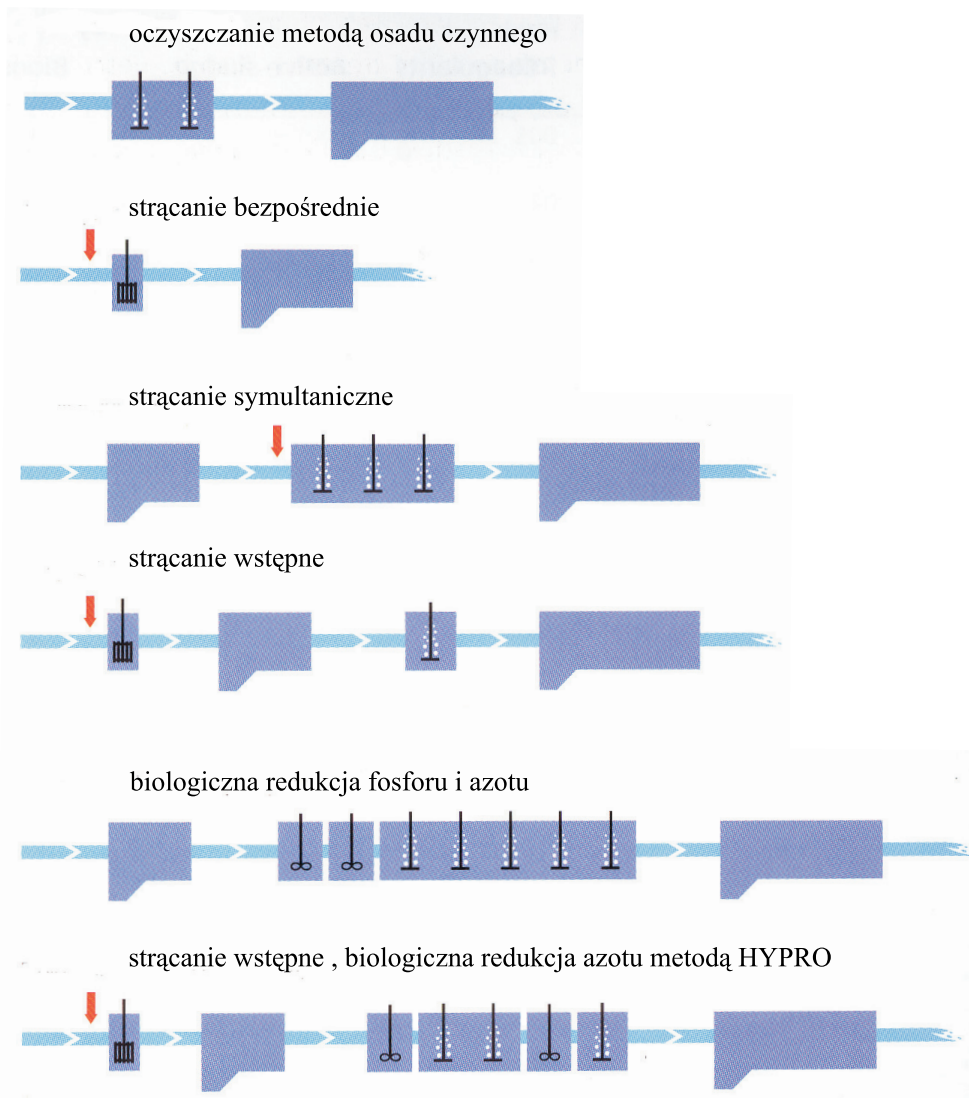 oczyszczanie metodą osadu czynnego
strącanie bezpośrednie
strącanie symultaniczne
strącanie wstępne
biologiczna redukcja fosforu i azotu
strącanie wstępne , biologiczna redukcja azotu metodą HYPRO